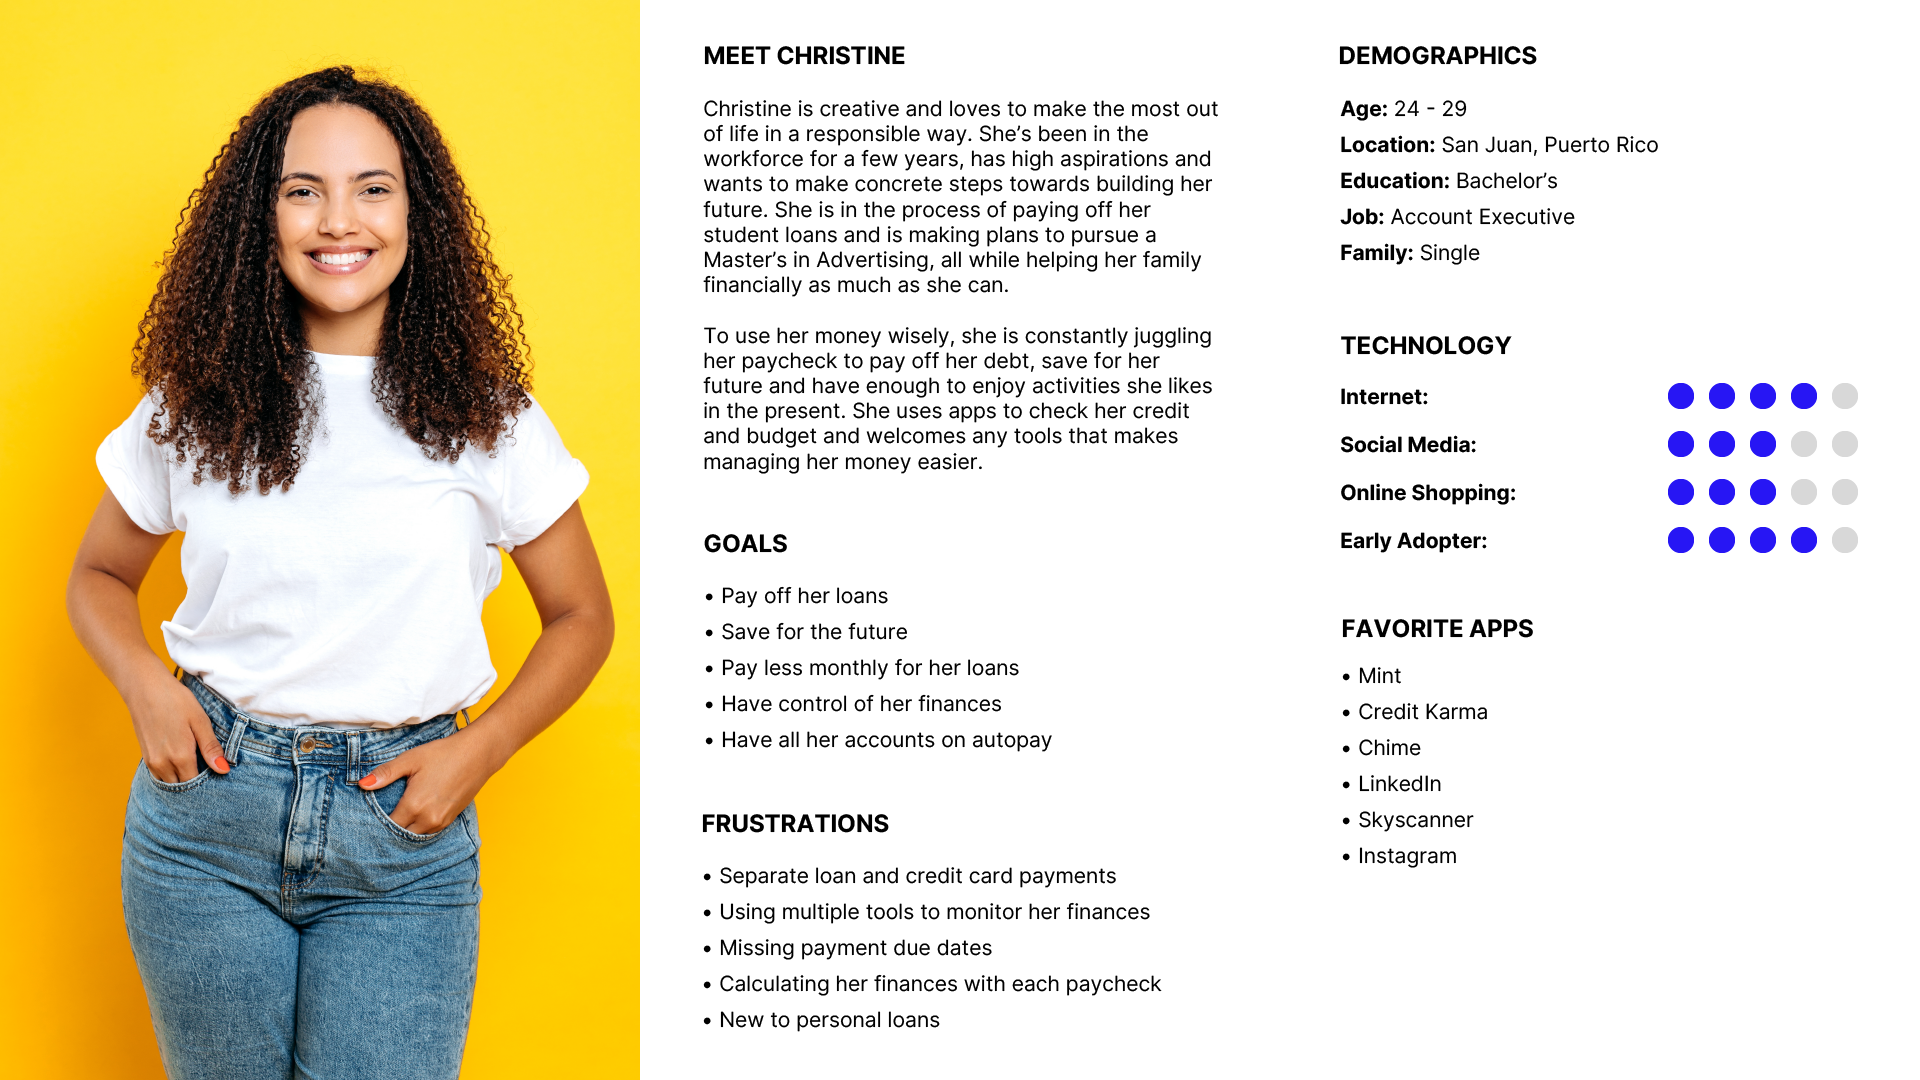 MEET CHRISTINE
Christine is creative and loves to make the most out
of life in a responsible way. She’s been in the
workforce for a few years, has high aspirations and
wants to make concrete steps towards building her
future. She is in the process of paying off her
student loans and is making plans to pursue a
Master’s in Advertising, all while helping her family
financially as much as she can.
To use her money wisely, she is constantly juggling
her paycheck to pay off her debt, save for her
future and have enough to enjoy activities she likes
in the present. She uses apps to check her credit
and budget and welcomes any tools that makes
managing her money easier.
GOALS
• Pay off her loans
• Save for the future
• Pay less monthly for her loans
• Have control of her finances
• Have all her accounts on autopay
FRUSTRATIONS
• Separate loan and credit card payments
• Using multiple tools to monitor her finances
• Missing payment due dates
• Calculating her finances with each paycheck
• New to personal loans
DEMOGRAPHICS
Age: 24 - 29
Location: San Juan, Puerto Rico
Education: Bachelor’s
Job: Account Executive
Family: Single
TECHNOLOGY
Internet:
Social Media:
Online Shopping:
Early Adopter:
FAVORITE APPS
• Mint
• Credit Karma
• Chime
• LinkedIn
• Skyscanner
• Instagram